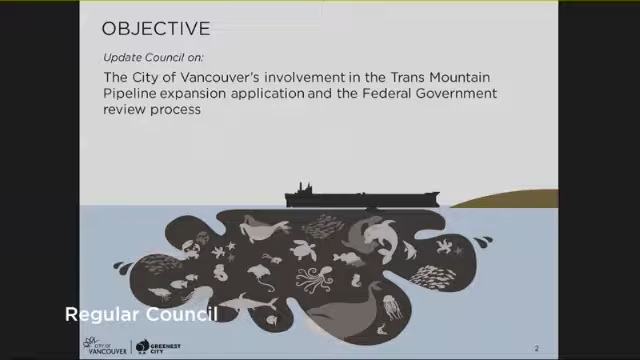 OBJECTIVE
Update Council on:
The City of Vancouver's involvement in the Trans Mountain
Pipeline expansion application and the Federal Government
review process
Regular Council
CITY OF
VANCOUVER
GREENEST
CITY
2